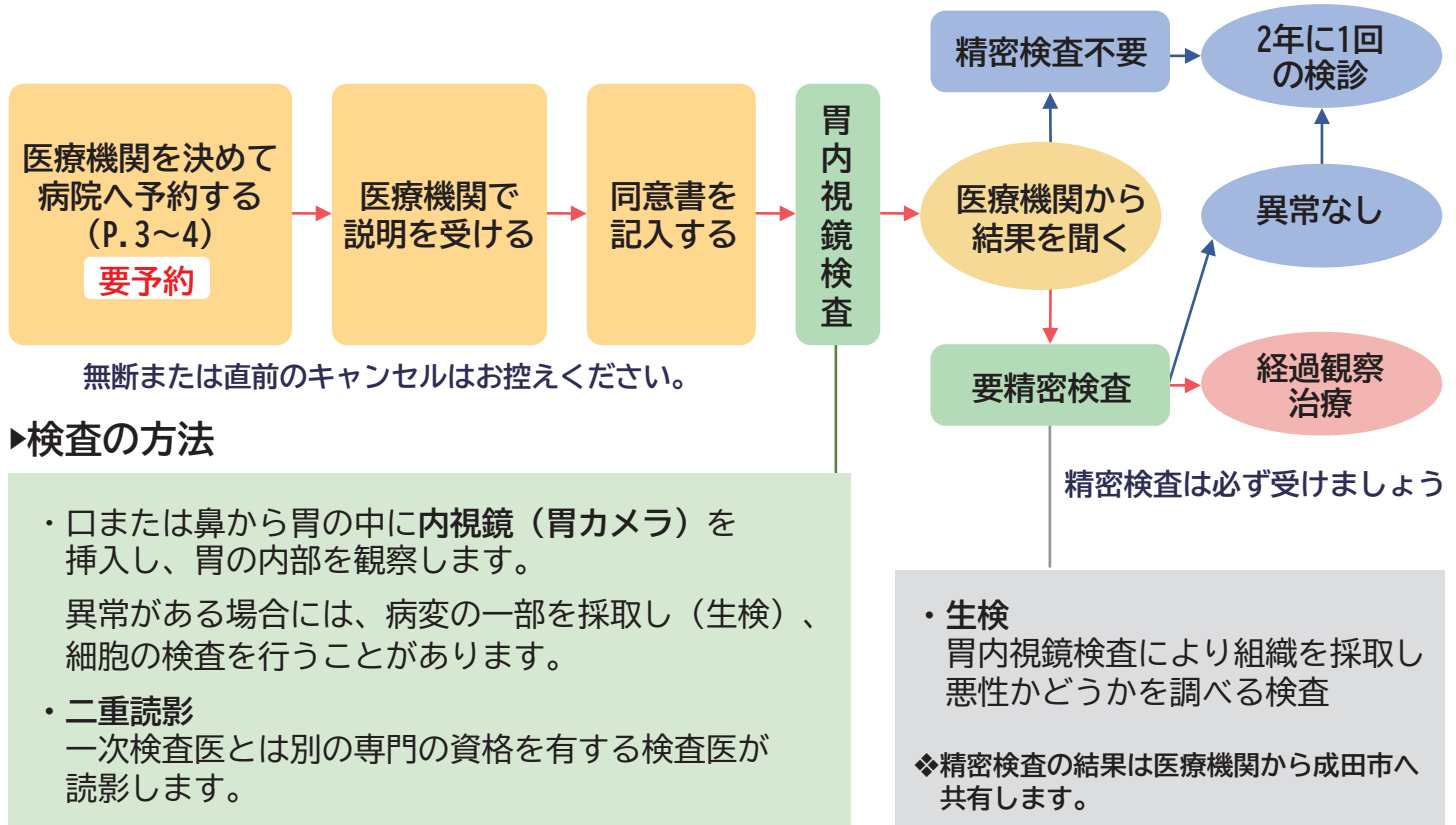 医療機関を決めて
病院へ予約する
（P.3～4）
要予約
医療機関で
説明を受ける
同意書を
記入する
胃内視鏡検査
医療機関から
結果を聞く
精密検査不要
2年に1回
の検診
異常なし
要精密検査
経過観察
治療
無断または直前のキャンセルはお控えください。
精密検査は必ず受けましょう
▶検査の方法
・口または鼻から胃の中に内視鏡（胃カメラ）を
挿入し、胃の内部を観察します。
異常がある場合には、病変の一部を採取し（生検）、
細胞の検査を行うことがあります。
・二重読影
一次検査医とは別の専門の資格を有する検査医が
読影します。
・生検
胃内視鏡検査により組織を採取し
悪性かどうかを調べる検査
❖精密検査の結果は医療機関から成田市へ
共有します。